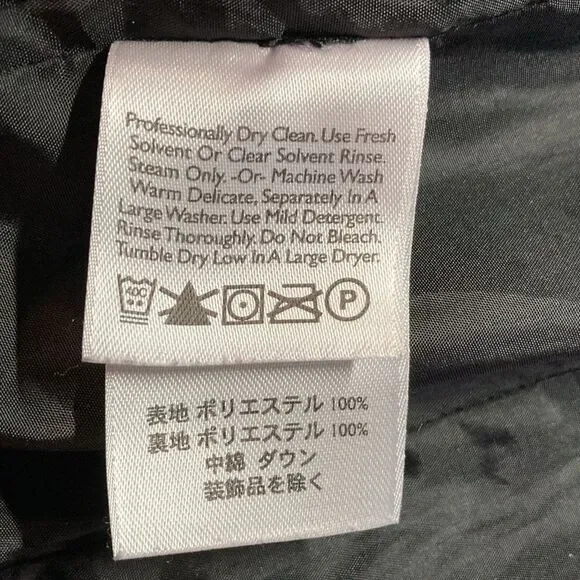 Professionally Dry Clean. Use Fresh
Solvent Or Clear Solvent Rinse.
Steam Only. -Or- Machine Wash
Warm Delicate, Separately In A
Large Washer. Use Mild Detergent.
Rinse Thoroughly. Do Not Bleach.
Tumble Dry Low In A Large Dryer.
40C P
表地 ポリエステル 100%
裏地 ポリエステル 100%
中綿 ダウン
装飾品を除く